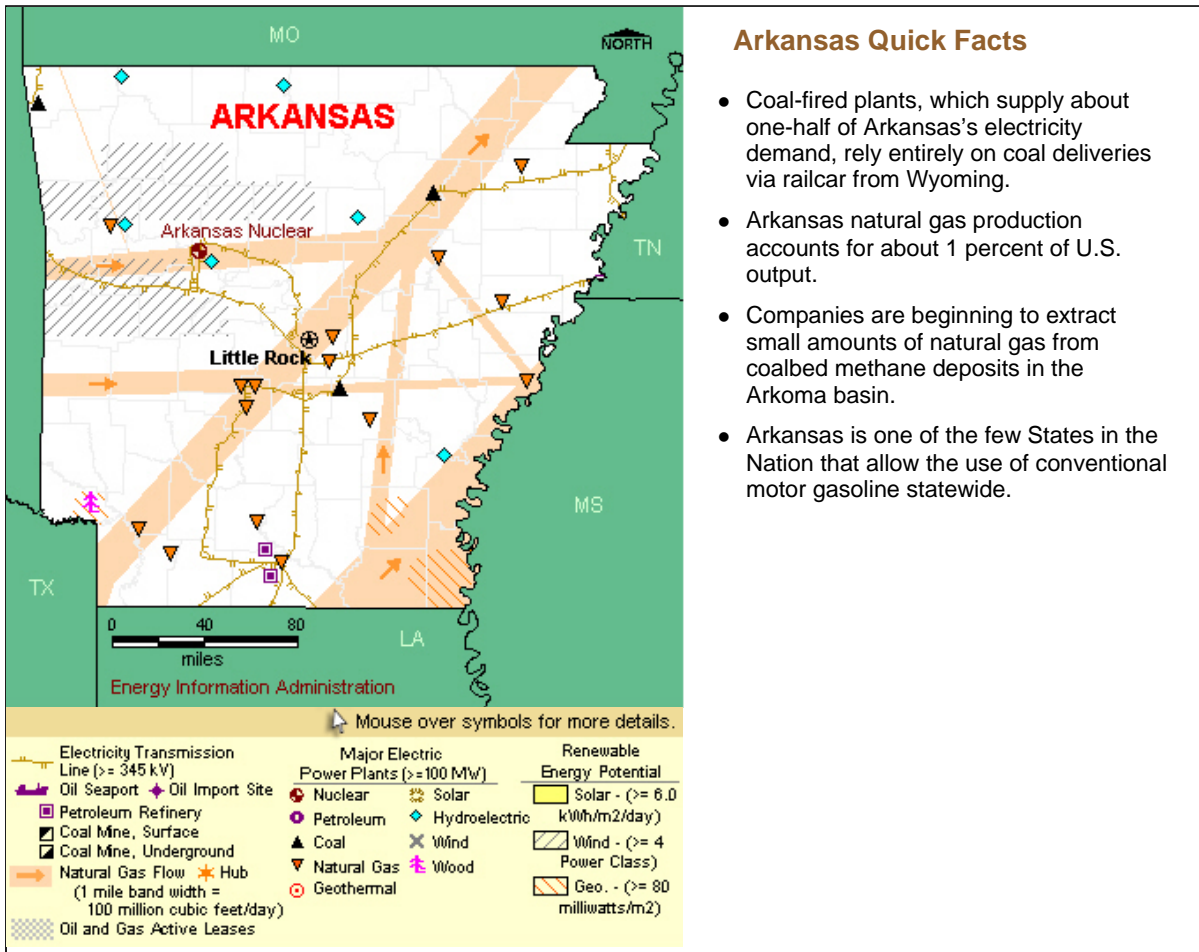 MO
NORTH
ARKANSAS
Arkansas Nuclear
TN
Little Rock
MS
TX
LA
0 40 80
miles
Energy Information Administration
Mouse over symbols for more details.
Electricity Transmission
Line (>= 345 kV)
Oil Seaport Oil Import Site
Petroleum Refinery
Coal Mine, Surface
Coal Mine, Underground
Natural Gas Flow Hub
(1 mile band width =
100 million cubic feet/day)
Oil and Gas Active Leases
Major Electric
Power Plants (>=100 MW)
Nuclear Solar
Petroleum Hydroelectric
Coal Wind
Natural Gas Wood
Geothermal
Renewable
Energy Potential
Solar - (>= 6.0
kWh/m2/day)
Wind - (>= 4
Power Class)
Geo. - (>= 80
milliwatts/m2)
Arkansas Quick Facts
● Coal-fired plants, which supply about
one-half of Arkansas's electricity
demand, rely entirely on coal deliveries
via railcar from Wyoming.
● Arkansas natural gas production
accounts for about 1 percent of U.S.
output.
● Companies are beginning to extract
small amounts of natural gas from
coalbed methane deposits in the
Arkoma basin.
● Arkansas is one of the few States in the
Nation that allow the use of conventional
motor gasoline statewide.